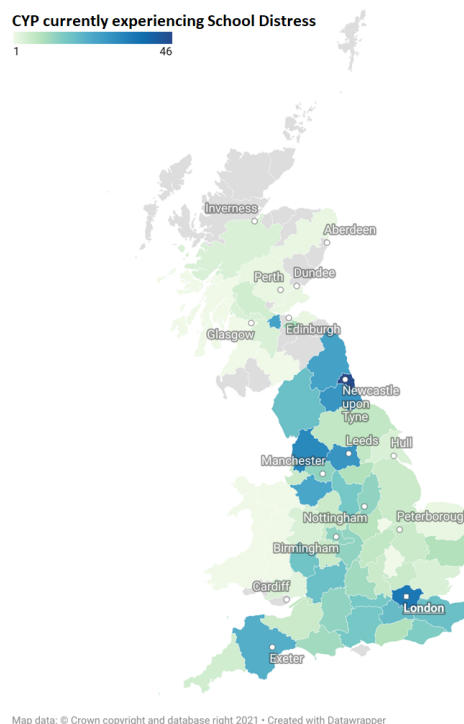 CYP currently experiencing School Distress
1 46
Inverness
Aberdeen
Perth
Dundee
Glasgow
Edinburgh
Newcastle
upon
Tyne
Leeds
Hull
Manchester
Nottingham
Peterboroug
Birmingham
Cardiff
London
Exeter
Map data: © Crown copyright and database right 2021 • Created with Datawrapper